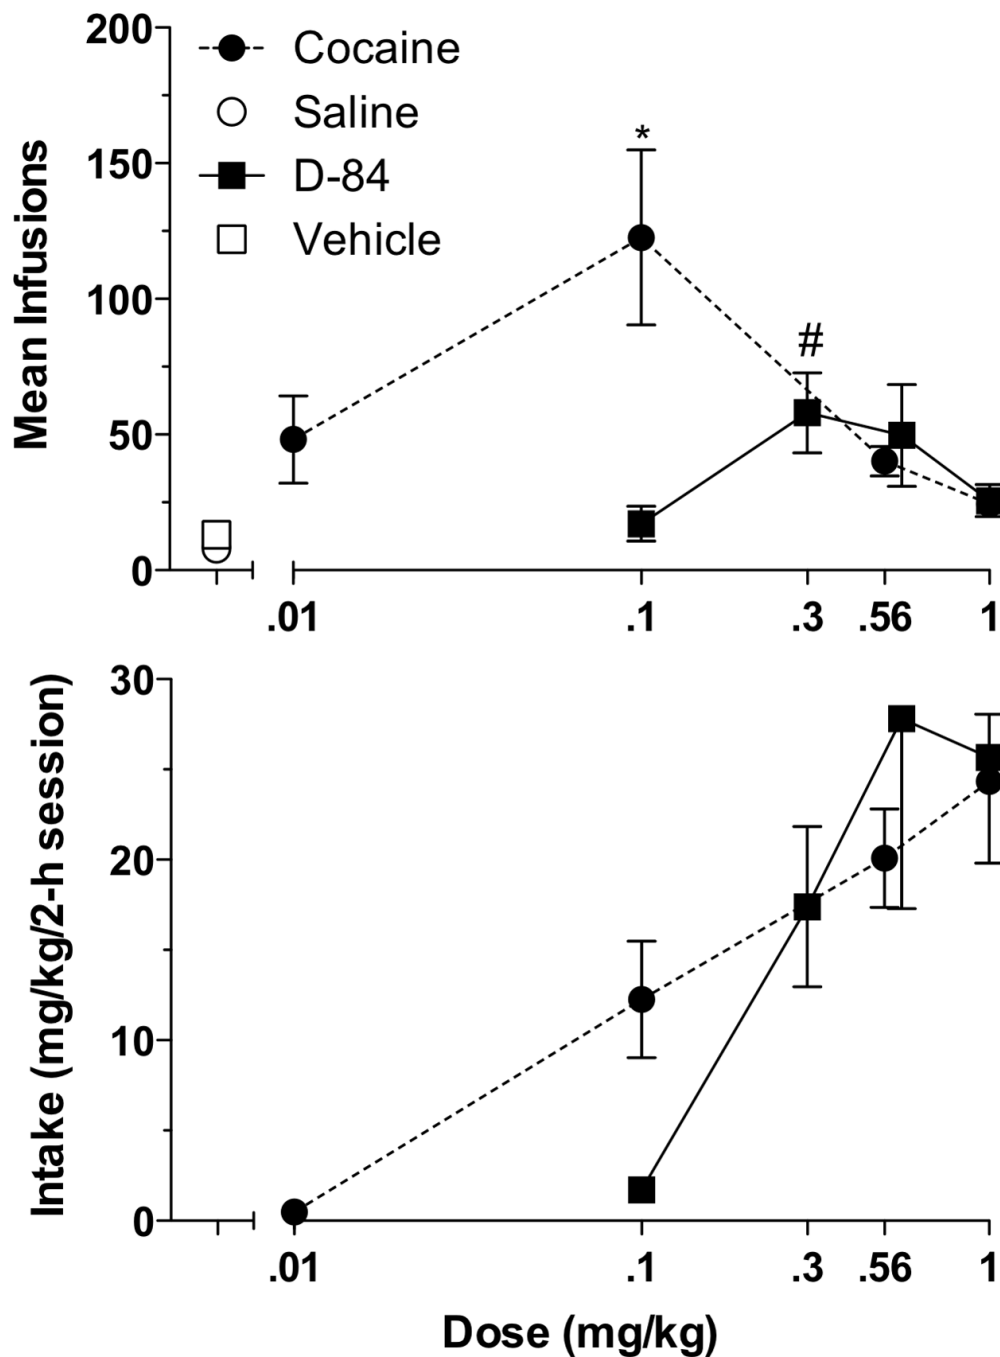 200
150
100
50
0
Mean Infusions
Cocaine
Saline
D-84
Vehicle
*
#
.01 .1 .3 .56 1
30
20
10
0
Intake (mg/kg/2-h session)
.01 .1 .3 .56 1
Dose (mg/kg)